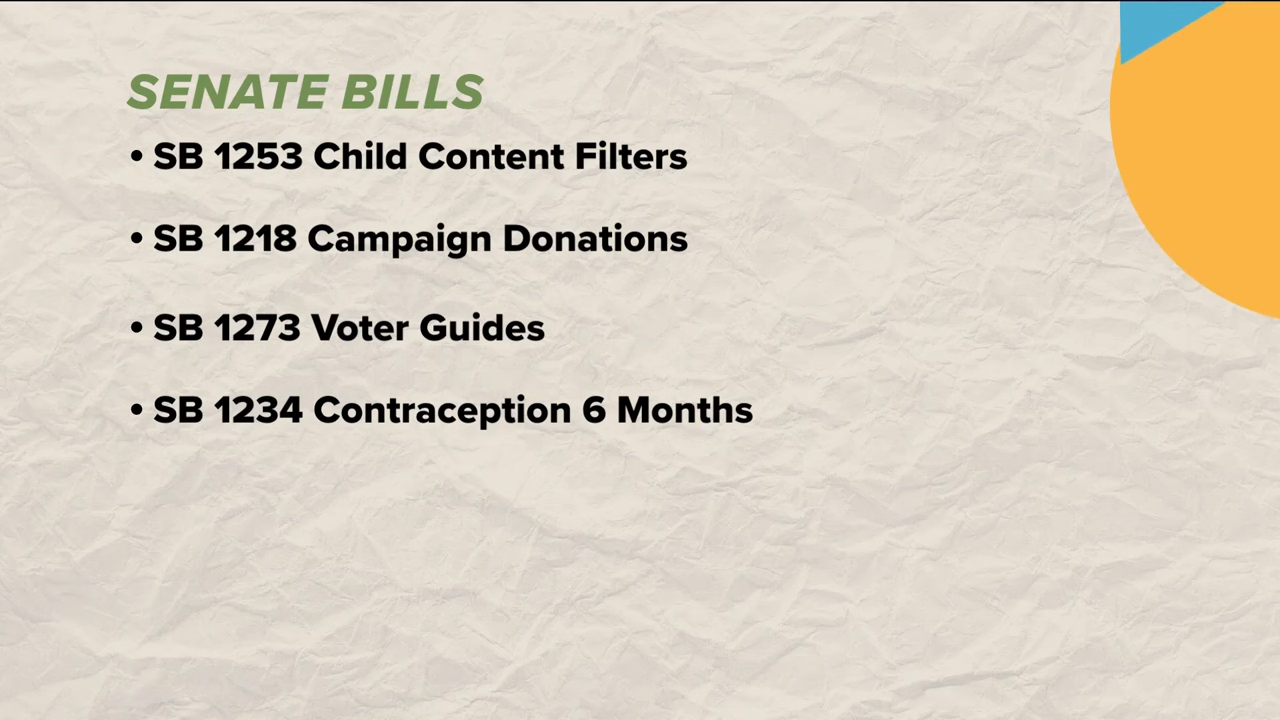 SENATE BILLS
• SB 1253 Child Content Filters
• SB 1218 Campaign Donations
• SB 1273 Voter Guides
• SB 1234 Contraception 6 Months